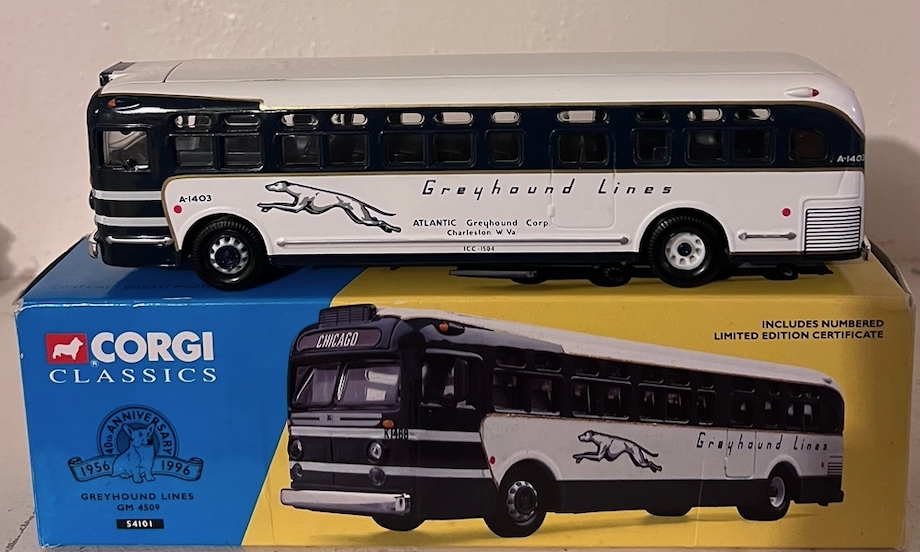 A-1403
A-1403
Greyhound Lines
ATLANTIC Greyhound Corp.
Charleston W. Va.
ICC-1504
CORGI
CLASSICS
40th ANNIVERSARY
1956 1996
GREYHOUND LINES
GM 4509
54101
INCLUDES NUMBERED
LIMITED EDITION CERTIFICATE
CHICAGO
K1468
Greyhound Lines